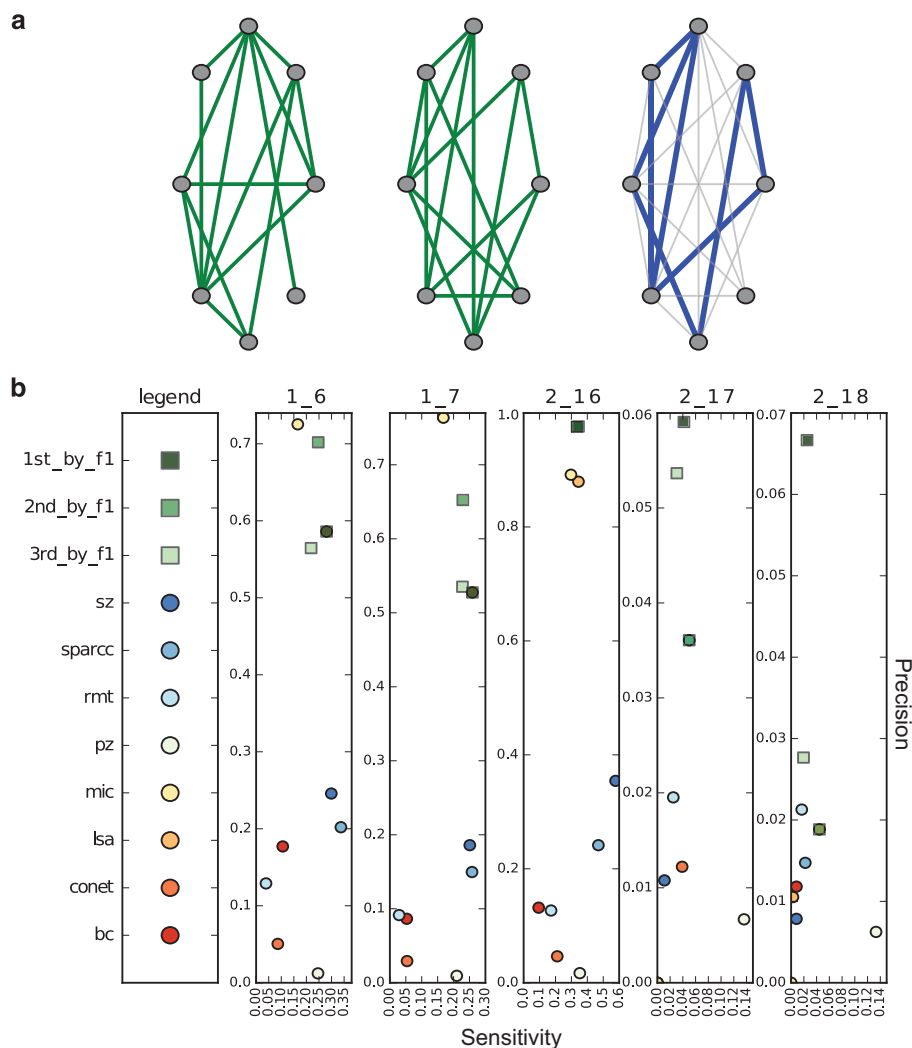 a
b
legend 1_6 1_7 2_16 2_17 2_18
1st_by_f1
2nd_by_f1
3rd_by_f1
sz
sparcc
rmt
pz
mic
lsa
conet
bc
0.7
0.6
0.5
0.4
0.3
0.2
0.1
0.0
0.00 0.05 0.10 0.15 0.20 0.25 0.30 0.35
0.7
0.6
0.5
0.4
0.3
0.2
0.1
0.0
0.00 0.05 0.10 0.15 0.20 0.25 0.30
1.0
0.8
0.6
0.4
0.2
0.0
0.0 0.1 0.2 0.3 0.4 0.5 0.6
0.06
0.05
0.04
0.03
0.02
0.01
0.00
0.00 0.02 0.04 0.06 0.08 0.10 0.12 0.14
0.07
0.06
0.05
0.04
0.03
0.02
0.01
0.00
0.00 0.02 0.04 0.06 0.08 0.10 0.12 0.14
Precision
Sensitivity